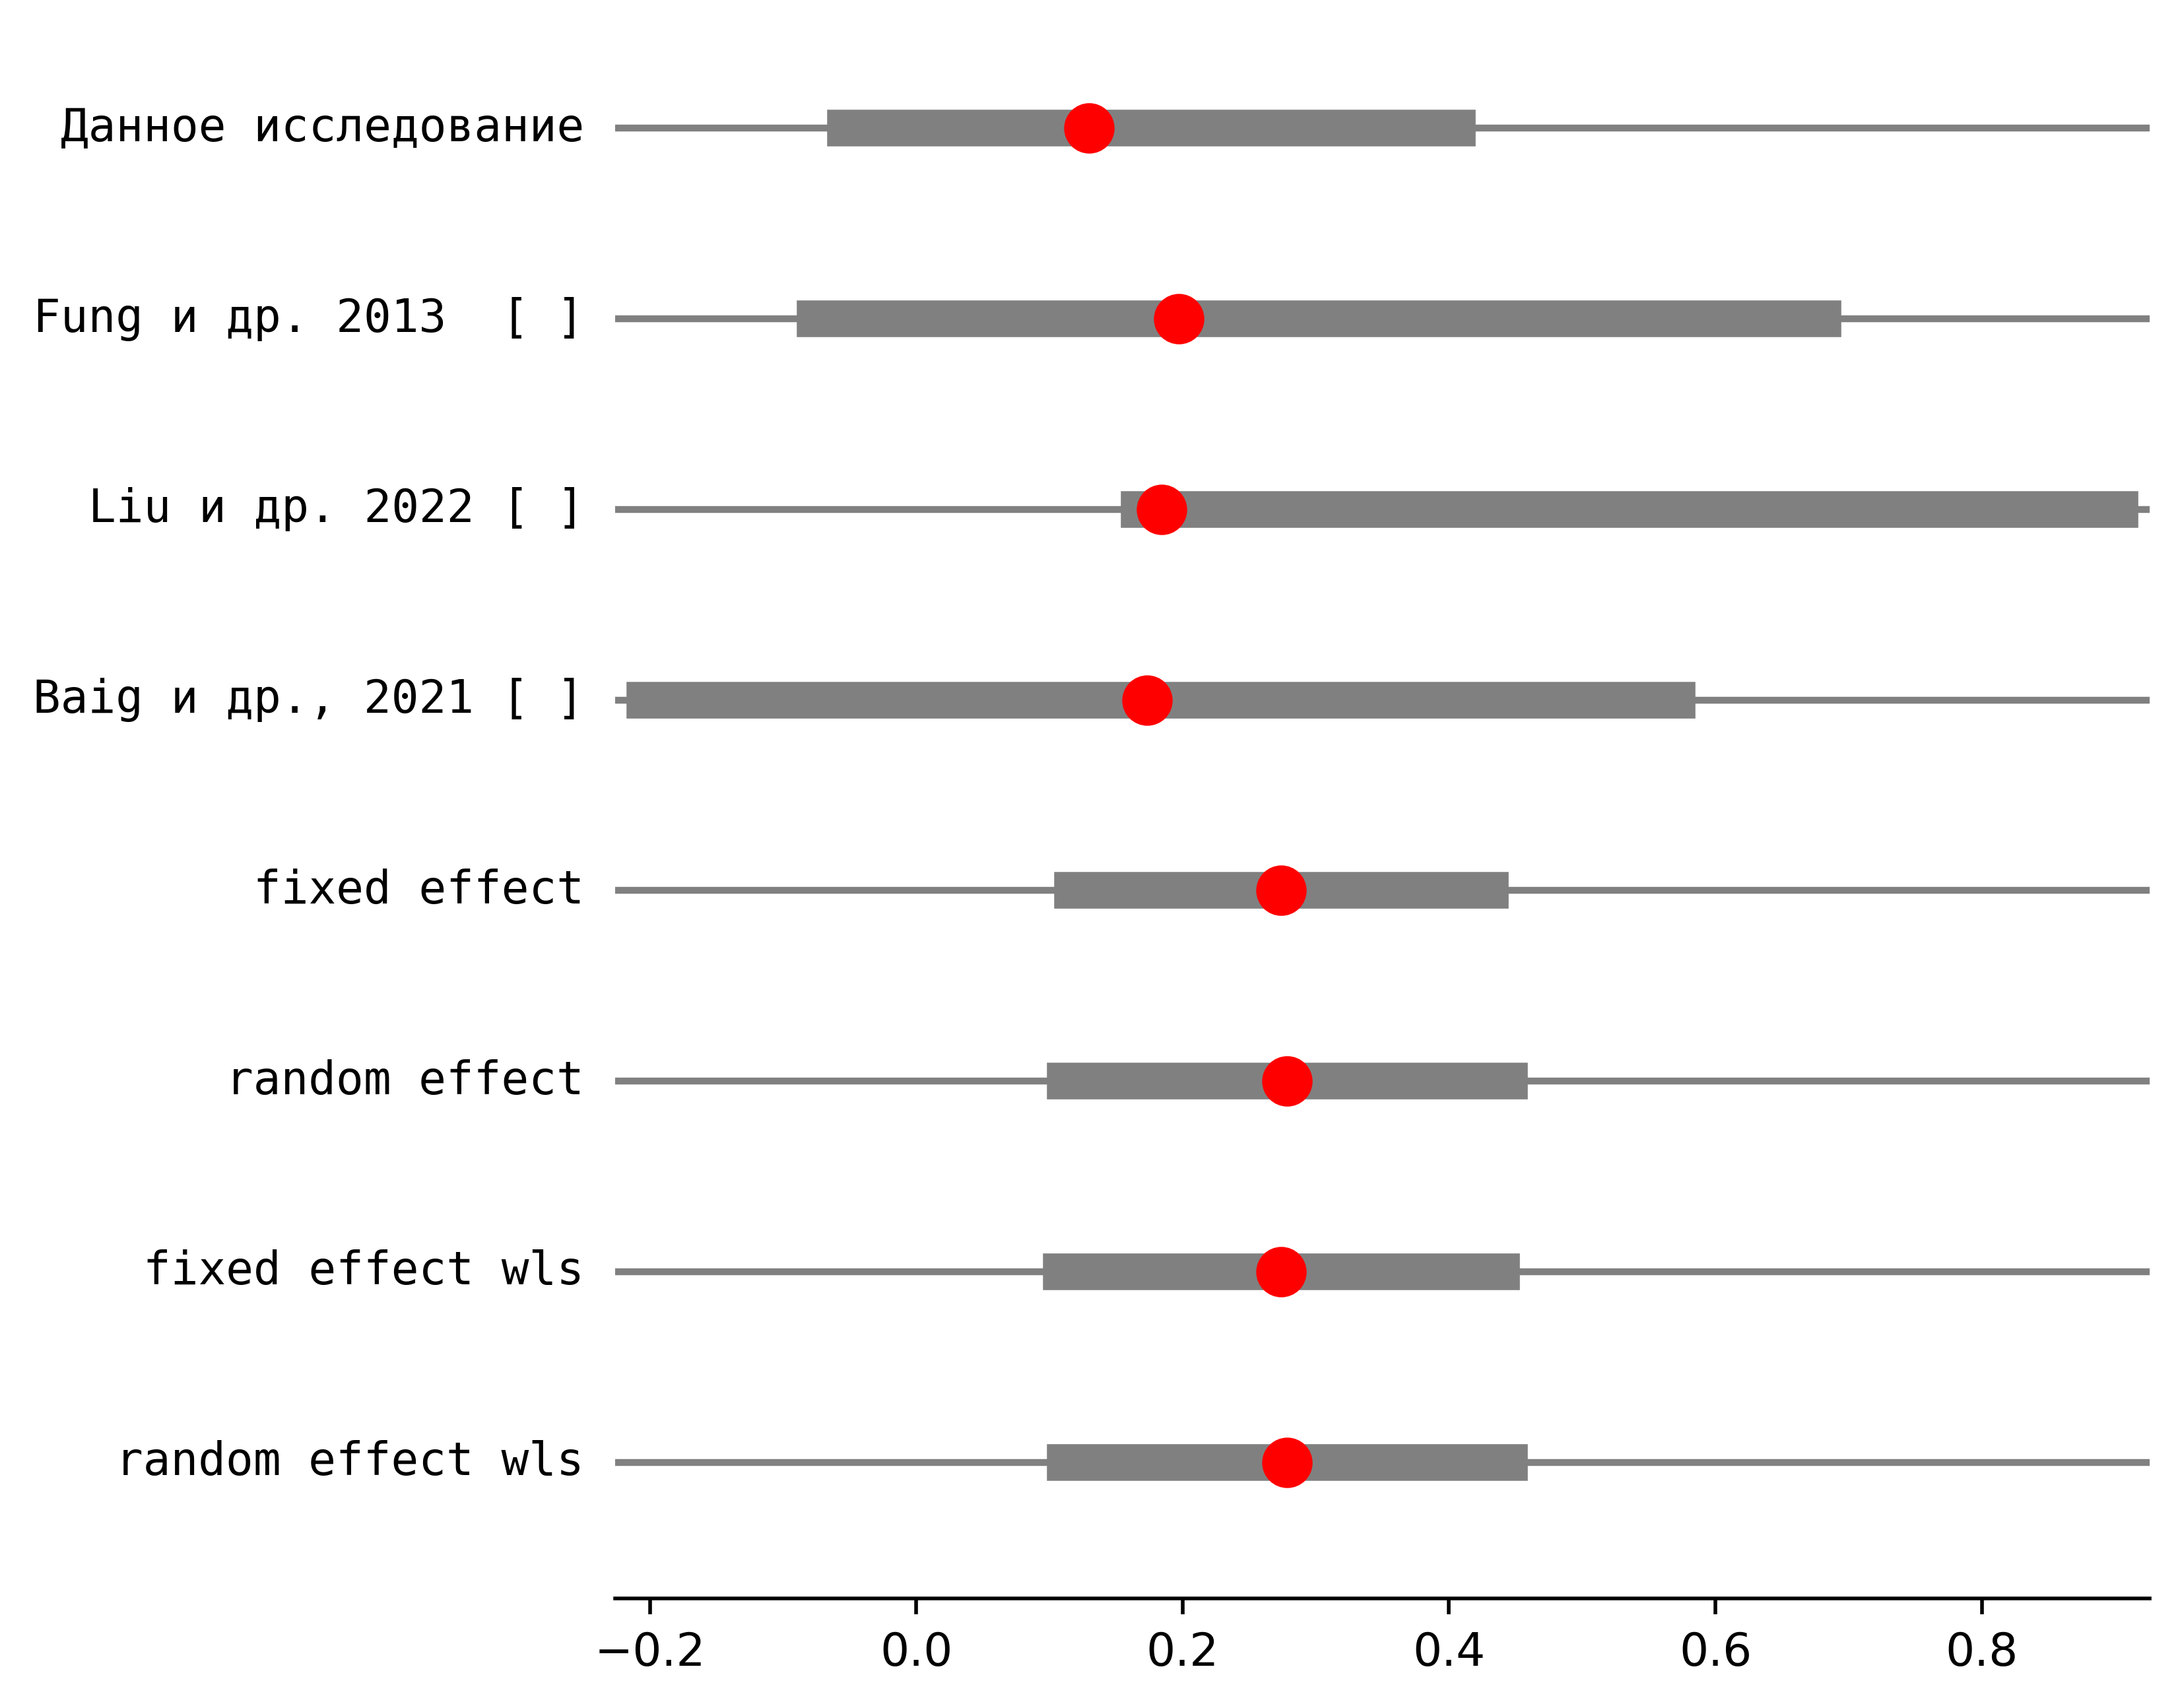 Данное исследование
Fung и др. 2013  [ ]
Liu и др. 2022 [ ]
Baig и др., 2021 [ ]
fixed effect
random effect
fixed effect wls
random effect wls
−0.2 0.0 0.2 0.4 0.6 0.8